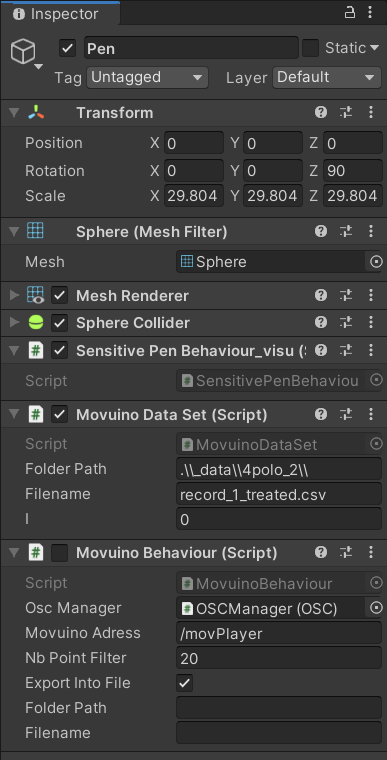 Inspector
Pen Static
Tag Untagged Layer Default
Transform
Position X 0 Y 0 Z 0
Rotation X 0 Y 0 Z 90
Scale X 29.804 Y 29.804 Z 29.804
Sphere (Mesh Filter)
Mesh Sphere
Mesh Renderer
Sphere Collider
Sensitive Pen Behaviour_visu (
Script SensitivePenBehaviou
Movuino Data Set (Script)
Script MovuinoDataSet
Folder Path .\\_data\\4polo_2\\
Filename record_1_treated.csv
I 0
Movuino Behaviour (Script)
Script MovuinoBehaviour
Osc Manager OSCManager (OSC)
Movuino Adress /movPlayer
Nb Point Filter 20
Export Into File
Folder Path
Filename